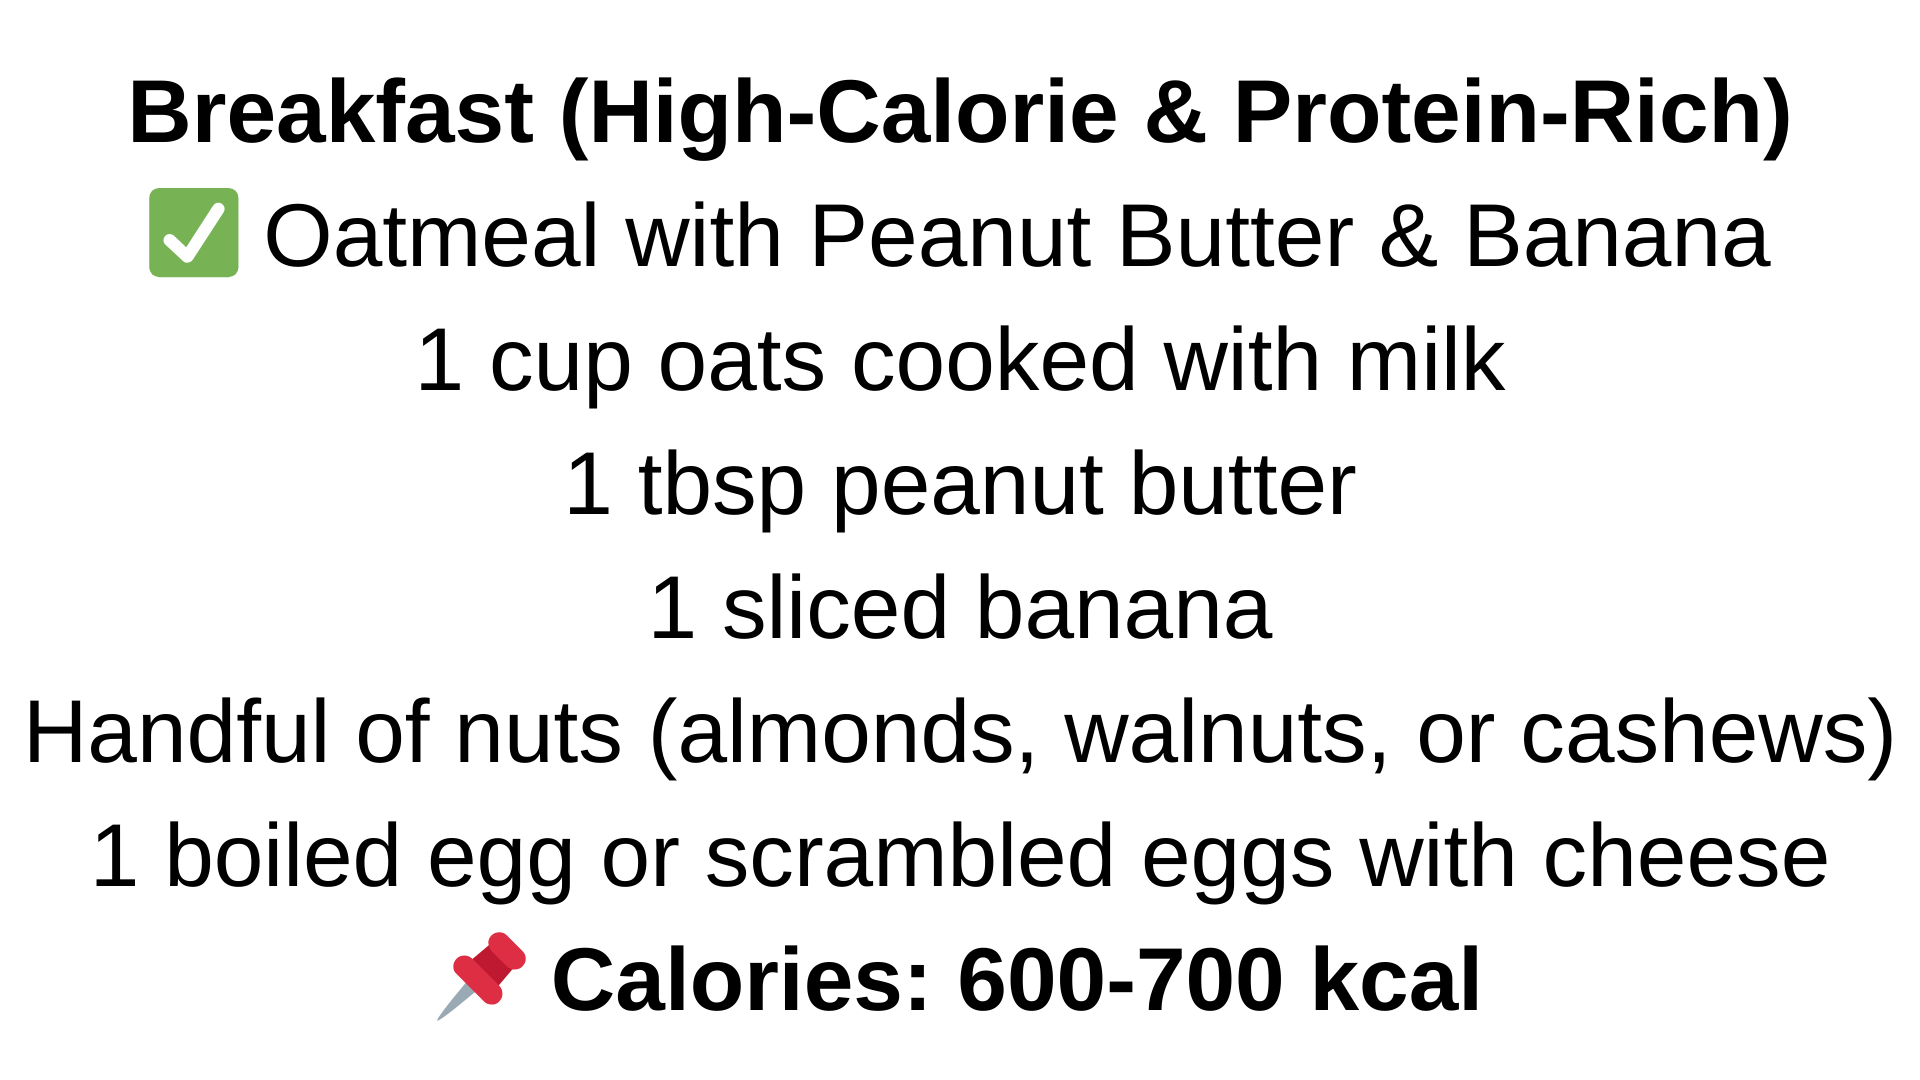 Breakfast (High-Calorie & Protein-Rich)
✅ Oatmeal with Peanut Butter & Banana
1 cup oats cooked with milk
1 tbsp peanut butter
1 sliced banana
Handful of nuts (almonds, walnuts, or cashews)
1 boiled egg or scrambled eggs with cheese
📌 Calories: 600-700 kcal